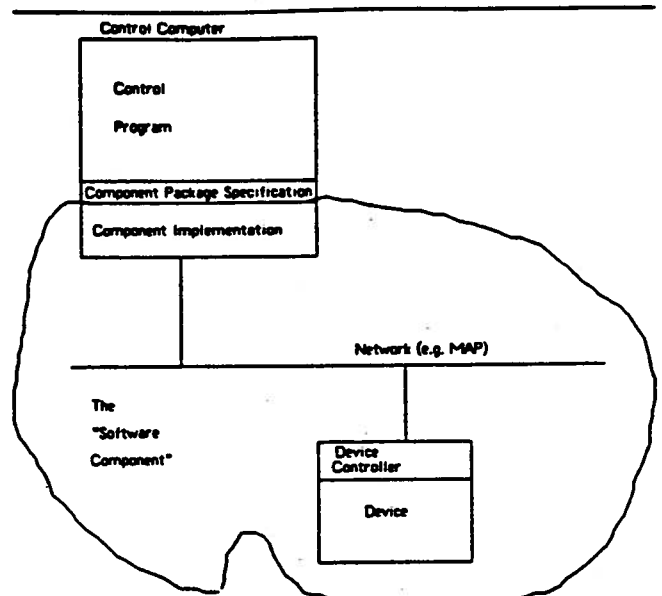 Control Computer
Control
Program
Component Package Specification
Component Implementation
Network (e.g. MAP)
The
"Software
Component"
Device
Controller
Device